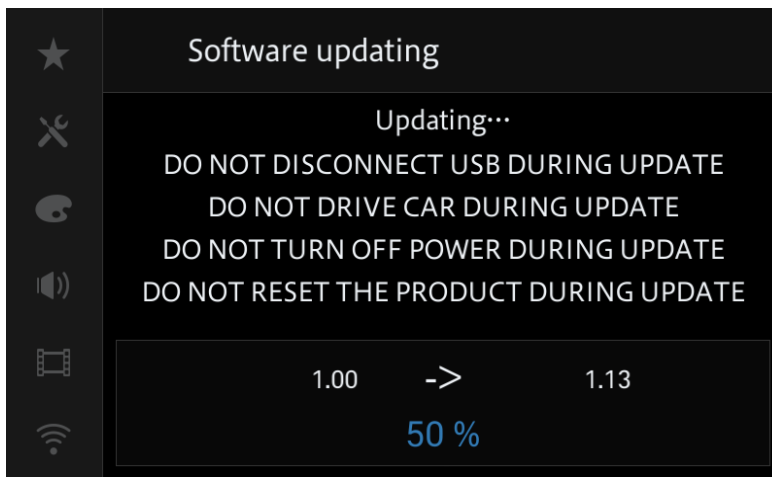 Software updating
Updating···
DO NOT DISCONNECT USB DURING UPDATE
DO NOT DRIVE CAR DURING UPDATE
DO NOT TURN OFF POWER DURING UPDATE
DO NOT RESET THE PRODUCT DURING UPDATE
1.00 -> 1.13
50 %